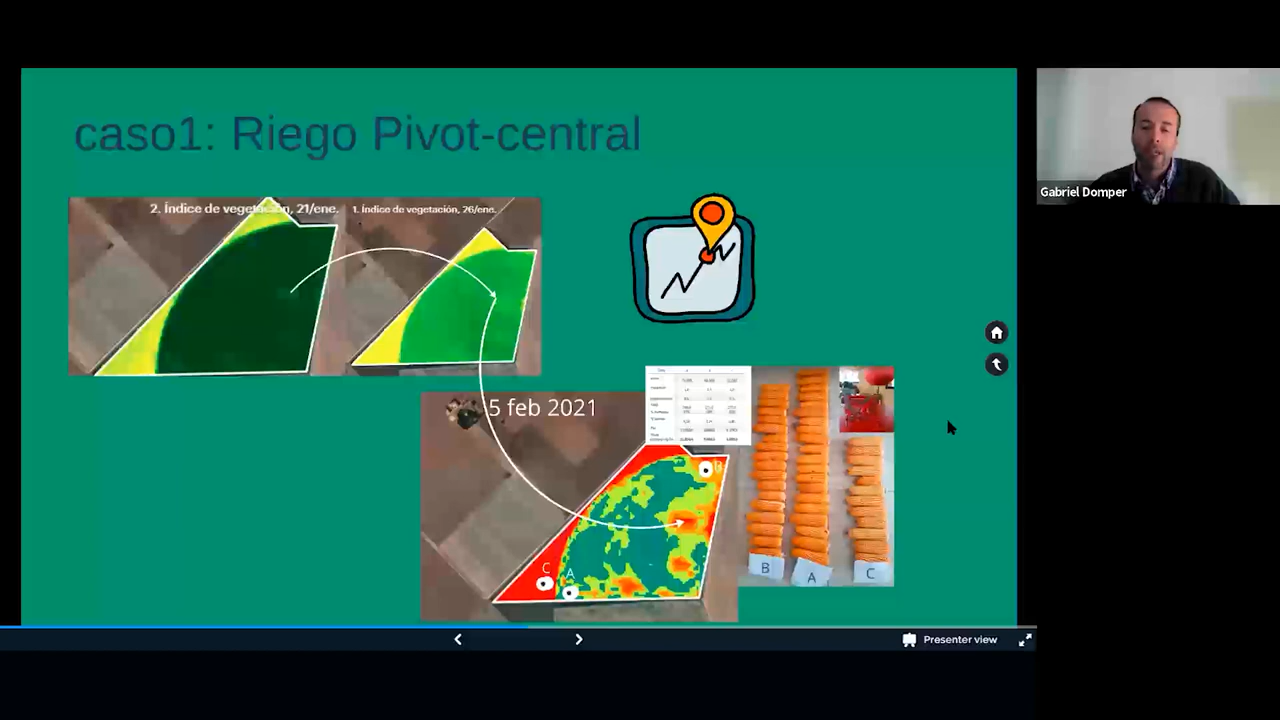 caso1: Riego Pivot-central
2. Índice de vegetación, 21/ene.
1. Índice de vegetación, 26/ene.
Gabriel Domper
5 feb 2021
B
C
A
B
A
C
Presenter view